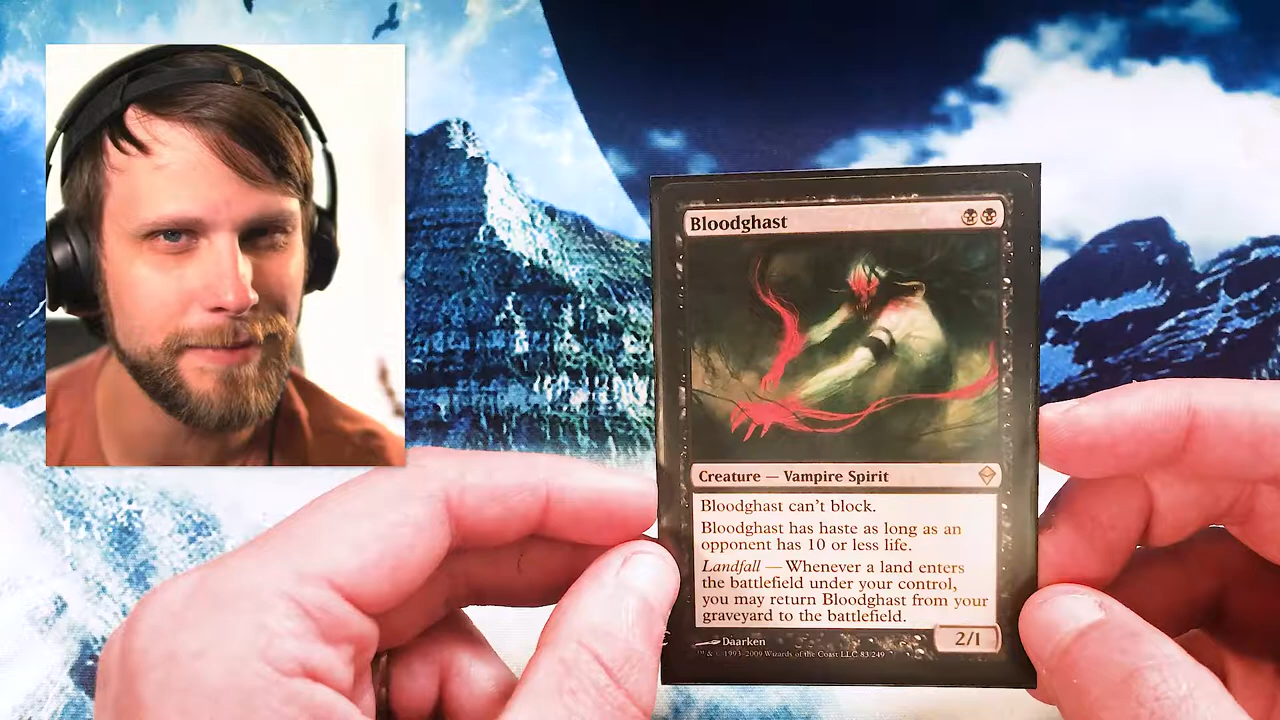 Bloodghast
Creature — Vampire Spirit
Bloodghast can't block.
Bloodghast has haste as long as an
opponent has 10 or less life.
Landfall — Whenever a land enters
the battlefield under your control,
you may return Bloodghast from your
graveyard to the battlefield.
2/1
Daarken
™ & © 1993–2009 Wizards of the Coast LLC 83/249